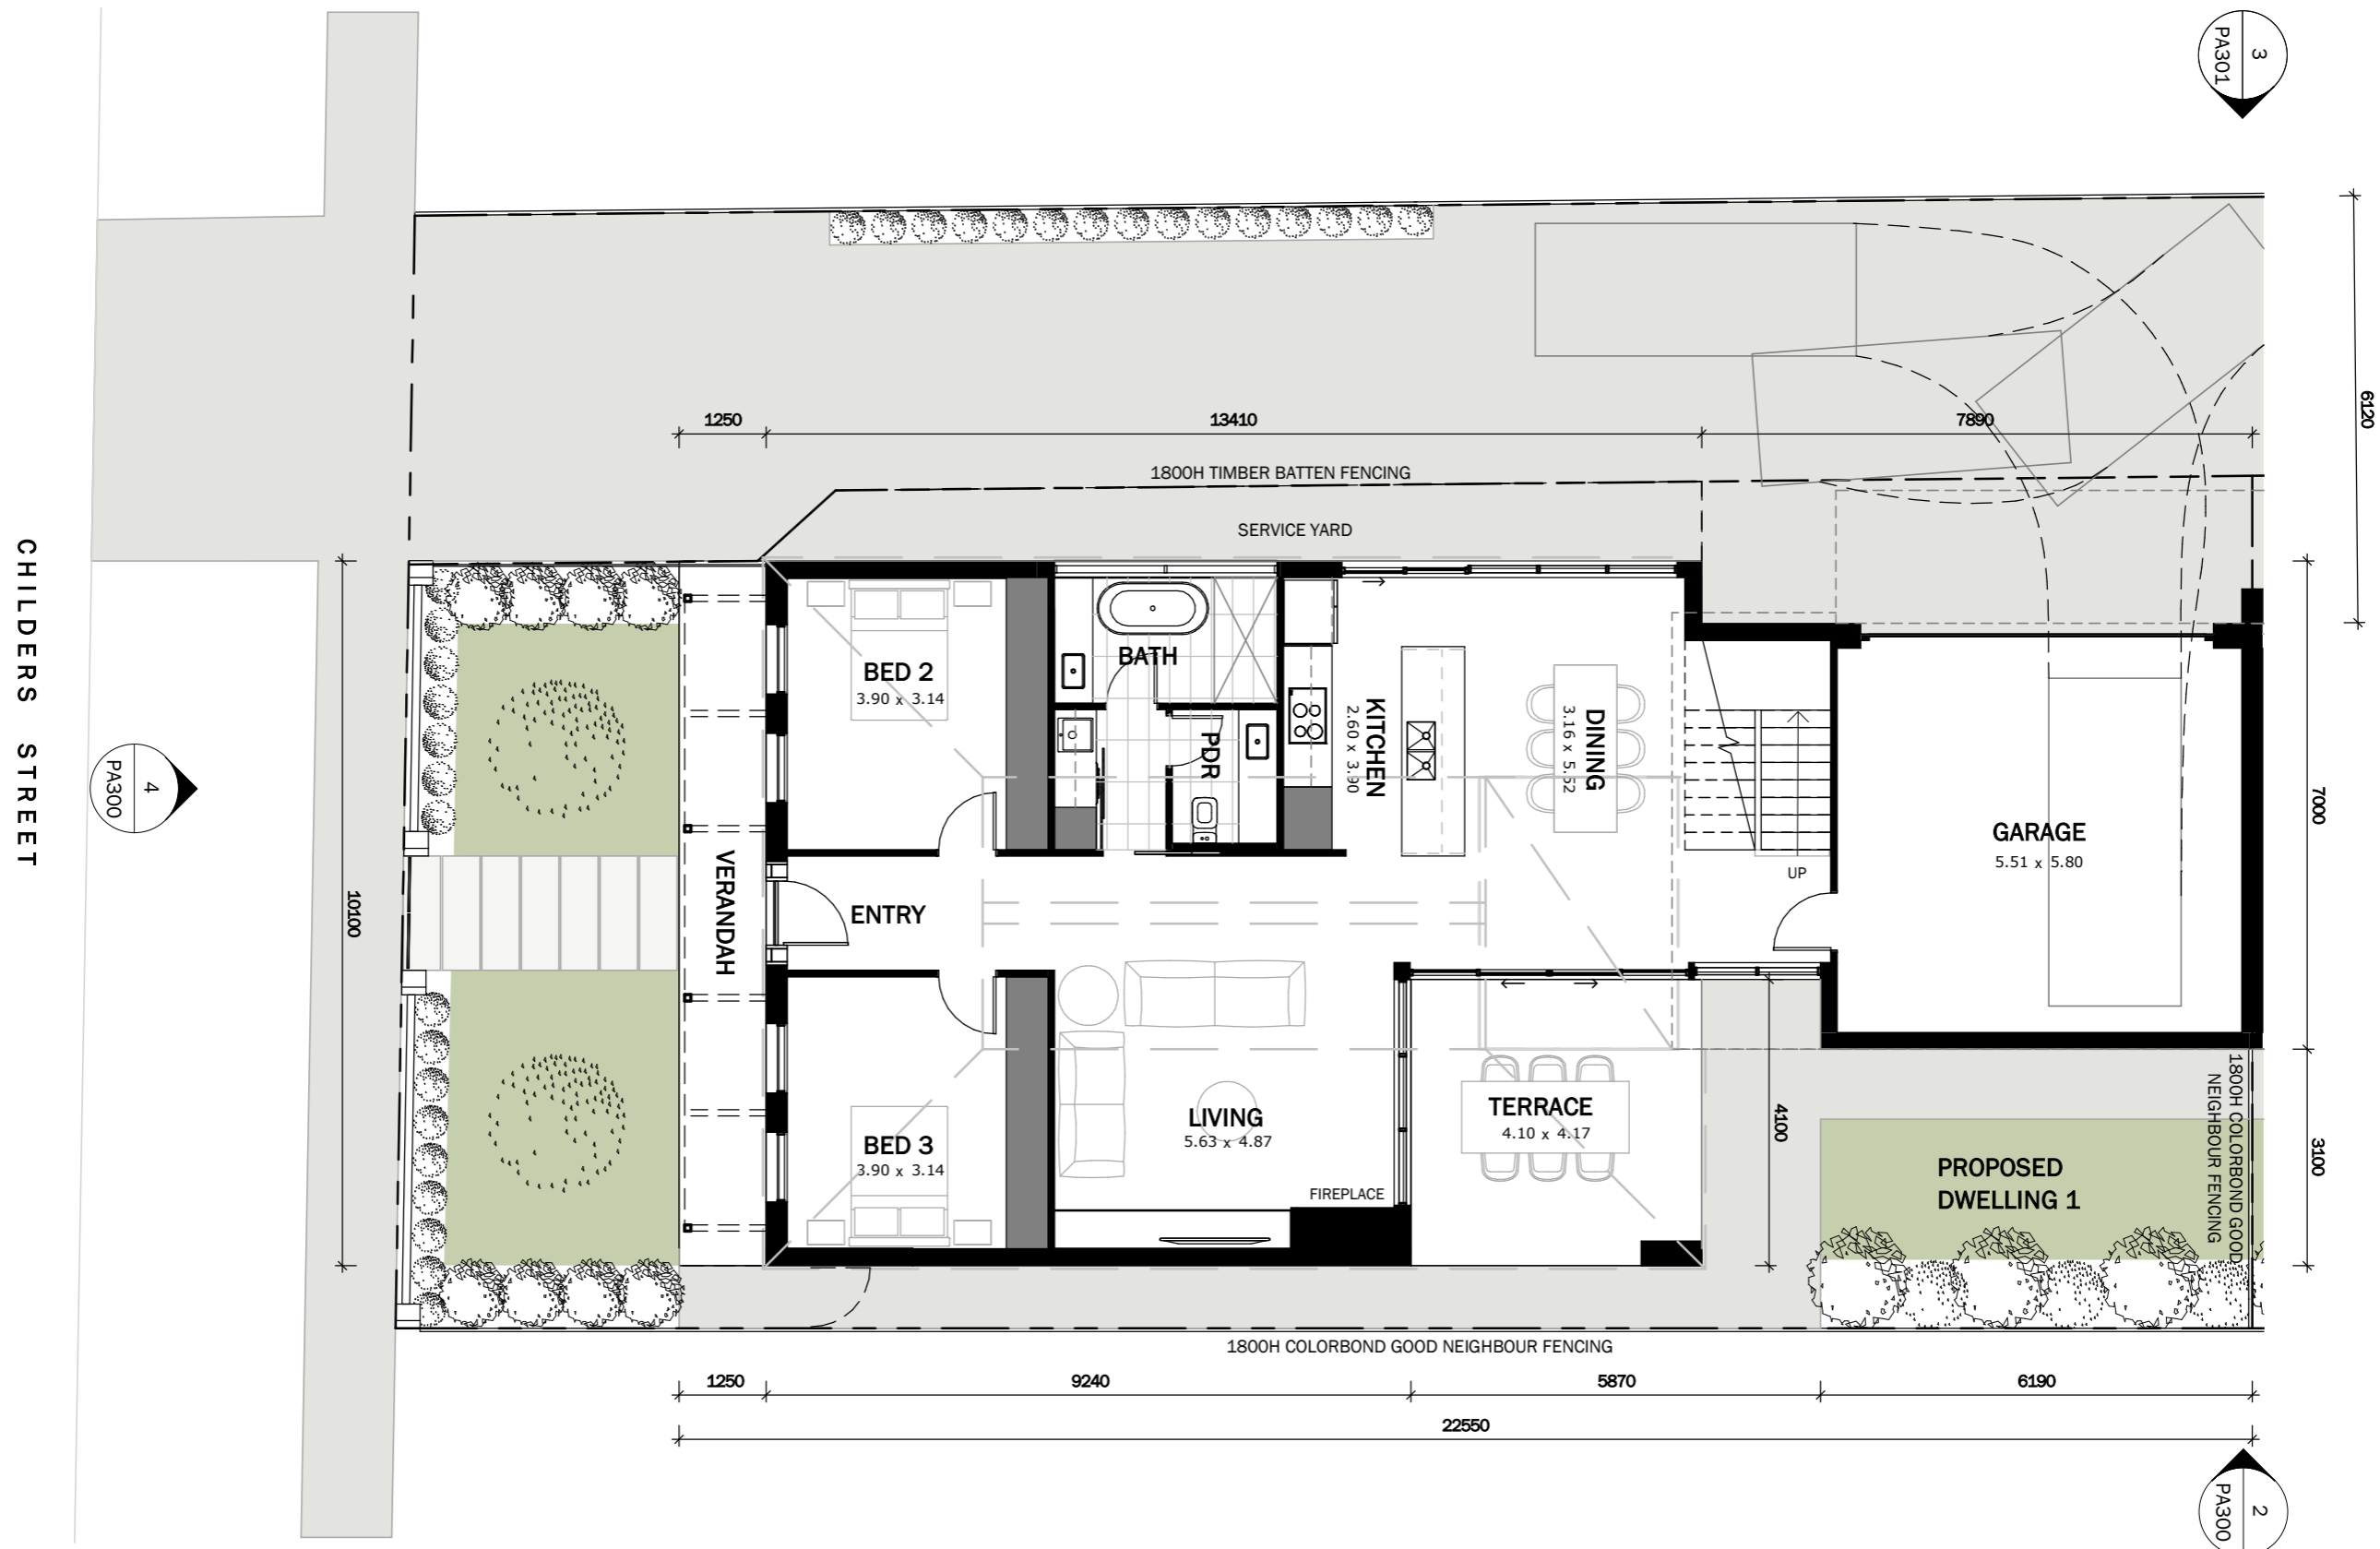 3
PA301
6120
1250
13410
7890
1800H TIMBER BATTEN FENCING
SERVICE YARD
CHILDERS STREET
4
PA300
10100
VERANDAH
BED 2
3.90 x 3.14
BATH
PDR
KITCHEN
2.60 x 3.90
DINING
3.16 x 5.52
UP
GARAGE
5.51 x 5.80
7000
ENTRY
BED 3
3.90 x 3.14
LIVING
5.63 x 4.87
FIREPLACE
TERRACE
4.10 x 4.17
4100
PROPOSED
DWELLING 1
1800H COLORBOND GOOD
NEIGHBOUR FENCING
3100
1800H COLORBOND GOOD NEIGHBOUR FENCING
1250
9240
5870
6190
22550
2
PA300